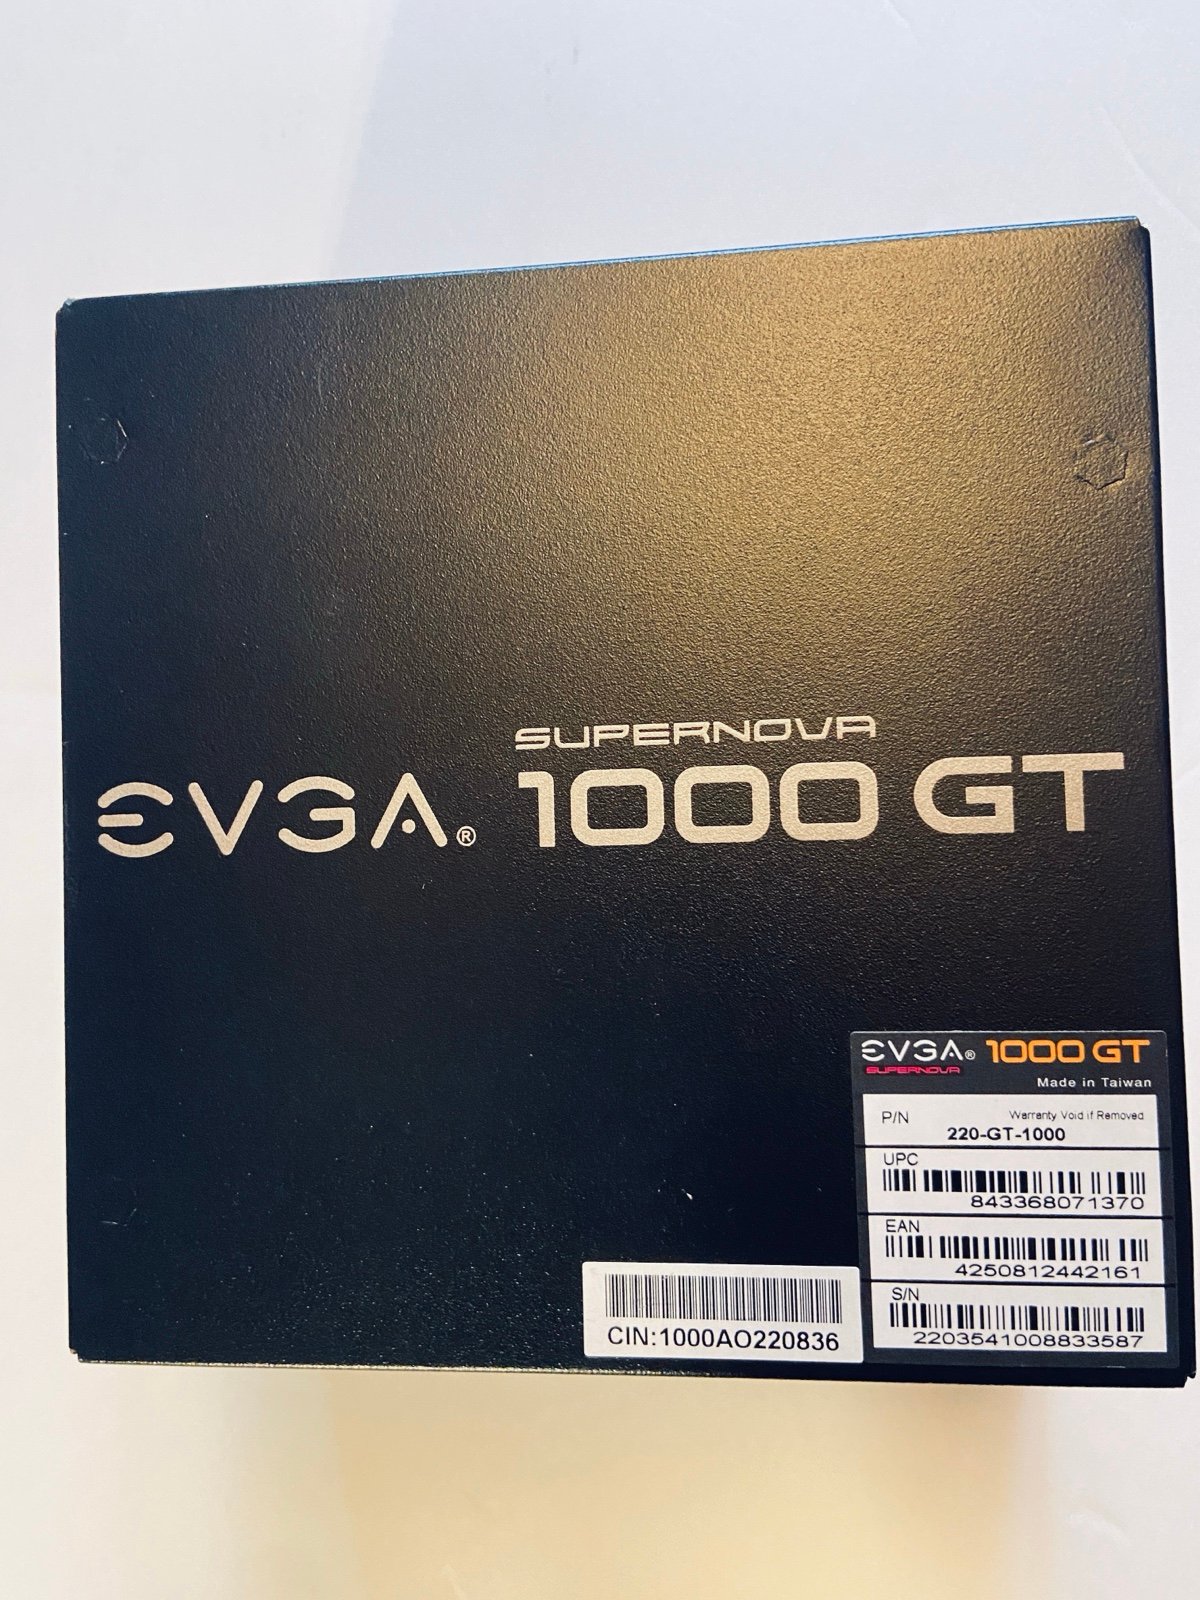 SUPERNOVA
EVGA® 1000 GT
EVGA® 1000 GT
SUPERNOVA
Made in Taiwan
P/N Warranty Void if Removed
220-GT-1000
UPC
843368071370
EAN
4250812442161
S/N
2203541008833587
CIN:1000AO220836